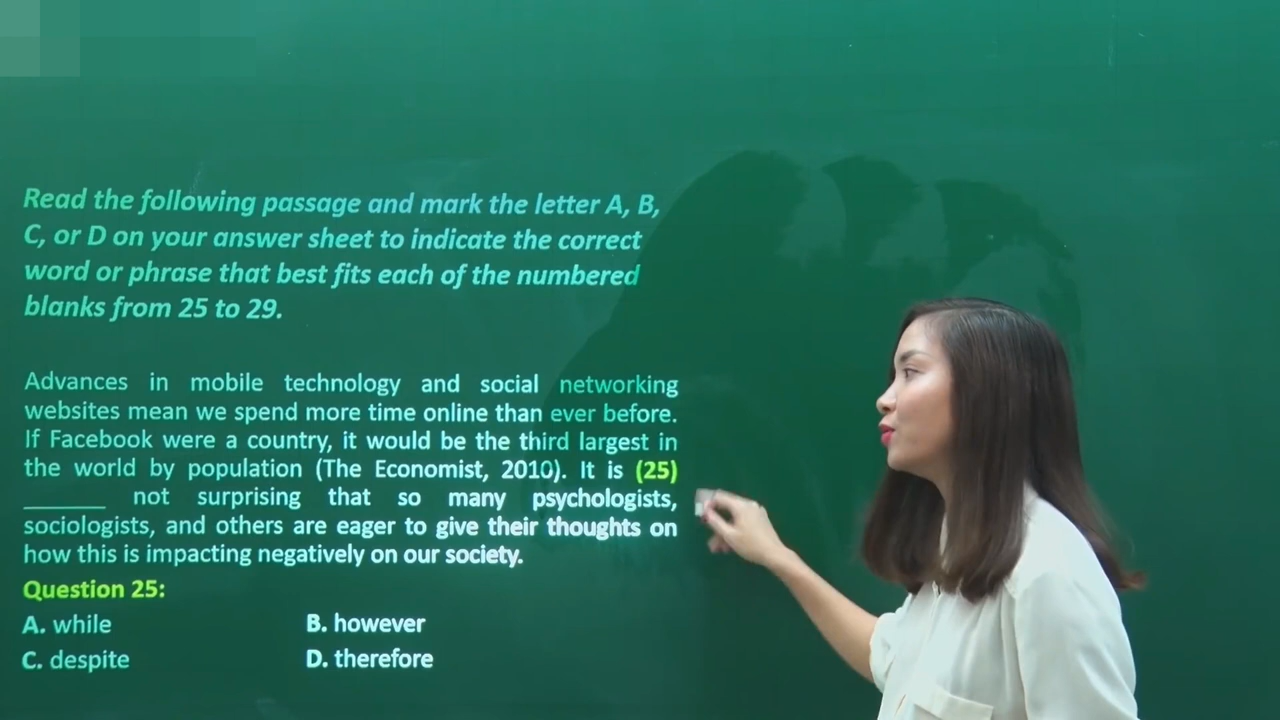 Read the following passage and mark the letter A, B,
C, or D on your answer sheet to indicate the correct
word or phrase that best fits each of the numbered
blanks from 25 to 29.
Advances in mobile technology and social networking
websites mean we spend more time online than ever before.
If Facebook were a country, it would be the third largest in
the world by population (The Economist, 2010). It is (25)
_______ not surprising that so many psychologists,
sociologists, and others are eager to give their thoughts on
how this is impacting negatively on our society.
Question 25:
A. while B. however
C. despite D. therefore